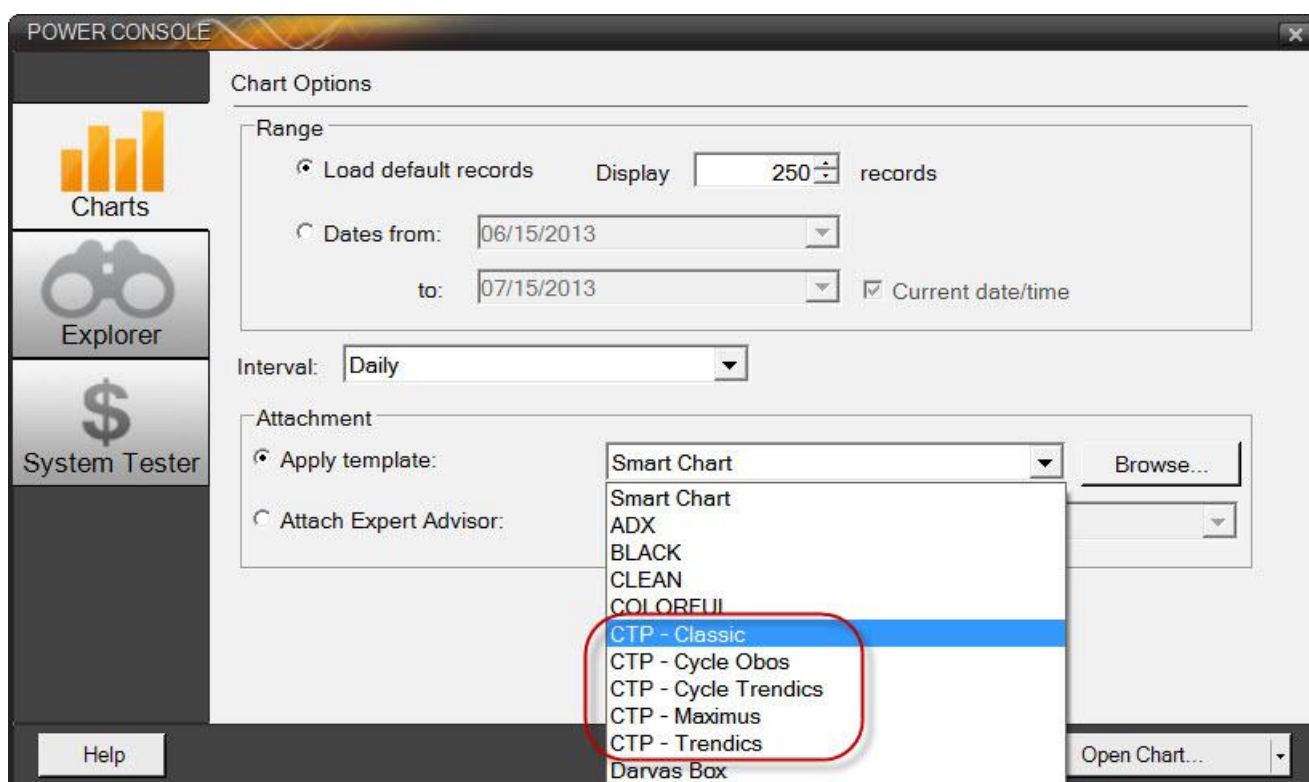 POWER CONSOLE
Chart Options
Range
Load default records Display 250 records
Charts
Dates from: 06/15/2013
to: 07/15/2013 Current date/time
Explorer
Interval: Daily
Attachment
System Tester
Apply template: Smart Chart Browse...
Smart Chart
Attach Expert Advisor:
ADX
BLACK
CLEAN
COLORFUL
CTP - Classic
CTP - Cycle Obos
CTP - Cycle Trendics
CTP - Maximus
CTP - Trendics
Darvas Box
Help
Open Chart...